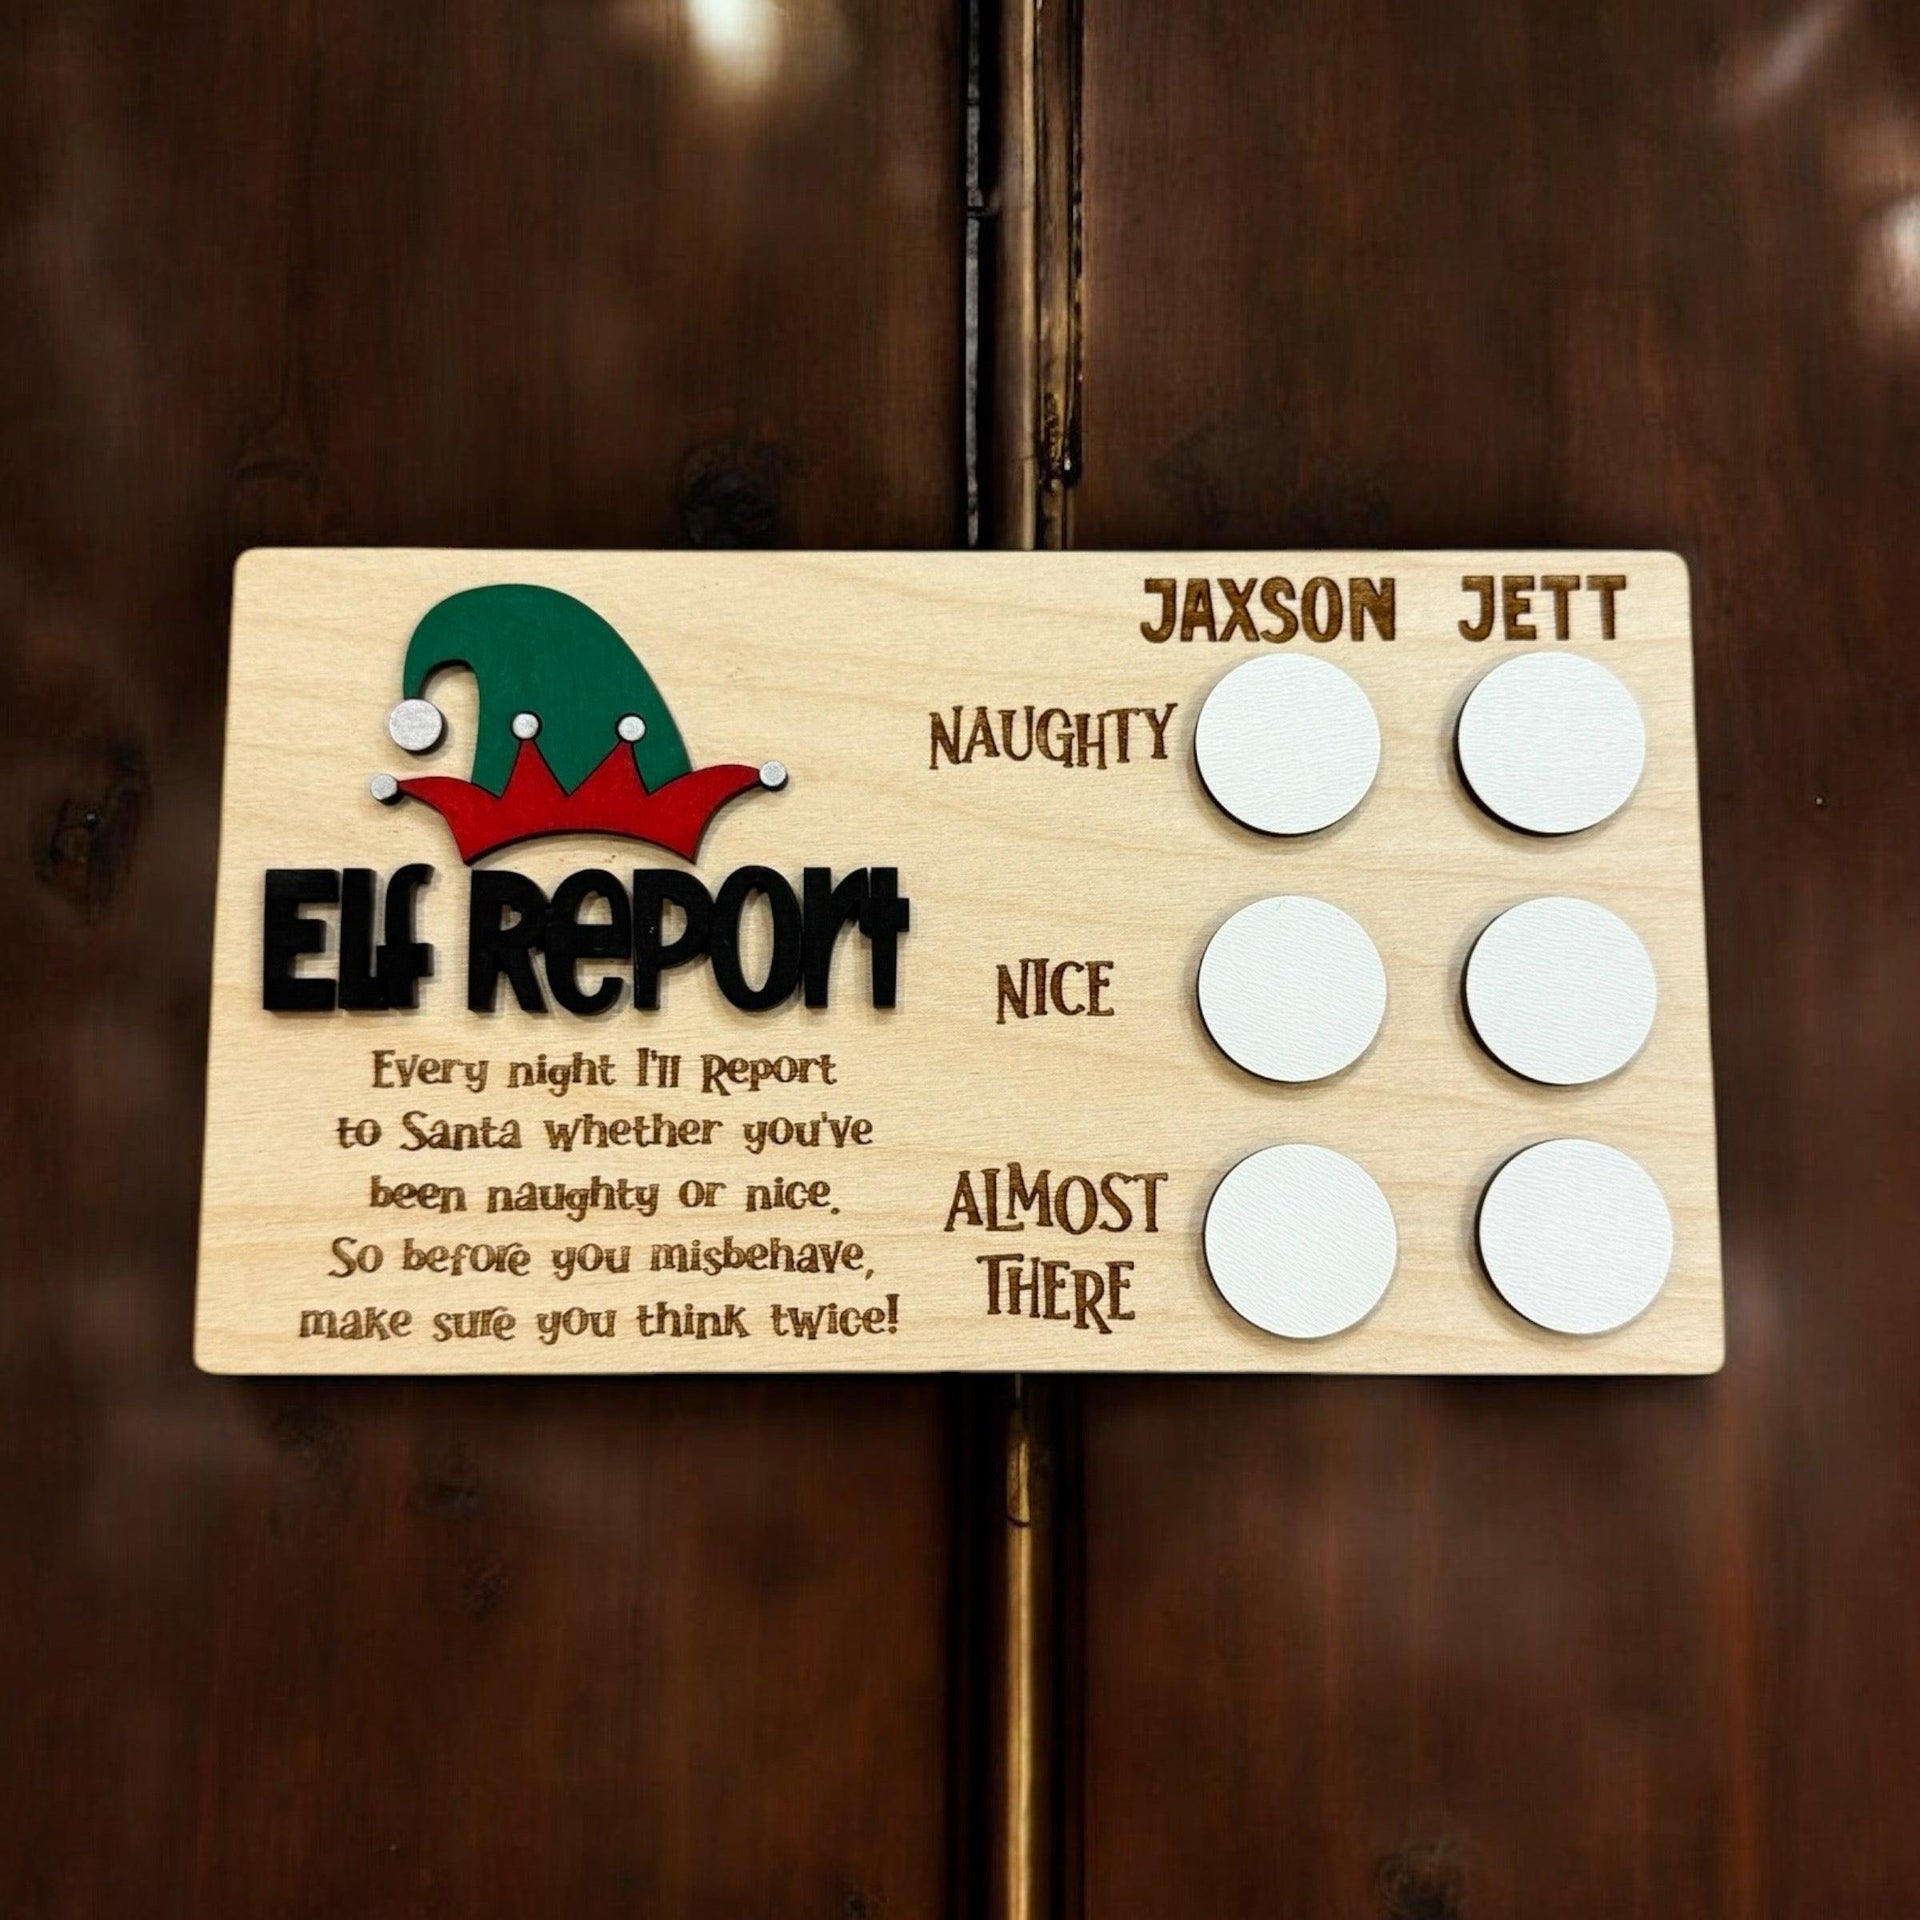 Elf Report
Every night I'll Report
to Santa whether you've
been naughty or nice.
So before you misbehave,
make sure you think twice!
JAXSON JETT
NAUGHTY
NICE
ALMOST
THERE